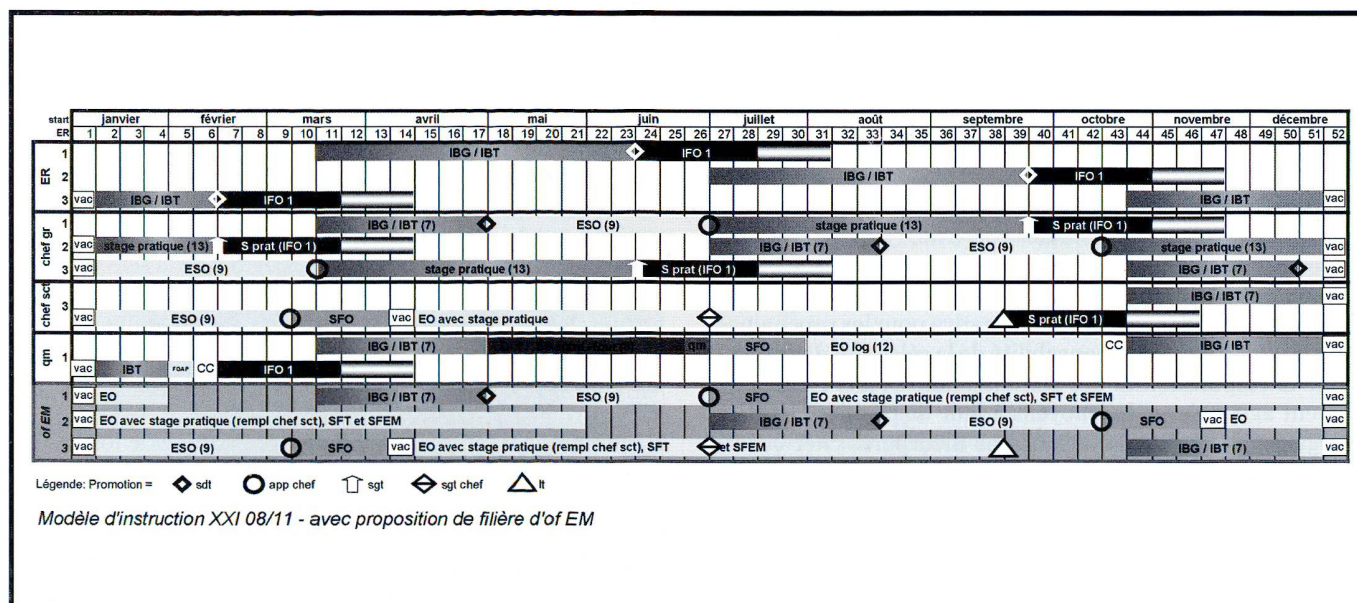 start janvier février mars avril mai juin juillet août septembre octobre novembre décembre
ER 1 2 3 4 5 6 7 8 9 10 11 12 13 14 15 16 17 18 19 20 21 22 23 24 25 26 27 28 29 30 31 32 33 34 35 36 37 38 39 40 41 42 43 44 45 46 47 48 49 50 51 52
ER
1 IBG / IBT IFO 1
2 IBG / IBT IFO 1
3 vac IBG / IBT IFO 1 IBG / IBT vac
chef gr
1 IBG / IBT (7) ESO (9) stage pratique (13) S prat (IFO 1)
2 vac stage pratique (13) S prat (IFO 1) IBG / IBT (7) ESO (9) stage pratique (13) vac
3 vac ESO (9) stage pratique (13) S prat (IFO 1) IBG / IBT (7) vac
chef sct
IBG / IBT (7) vac
3 vac ESO (9) SFO vac EO avec stage pratique S prat (IFO 1)
qm
1 IBG / IBT (7) qm SFO EO log (12) CC IBG / IBT vac
vac IBT FOAP CC IFO 1
of EM
1 vac EO IBG / IBT (7) ESO (9) SFO EO avec stage pratique (rempl chef sct), SFT et SFEM vac
2 vac EO avec stage pratique (rempl chef sct), SFT et SFEM IBG / IBT (7) ESO (9) SFO vac EO vac
3 vac ESO (9) SFO vac EO avec stage pratique (rempl chef sct), SFT et SFEM IBG / IBT (7) vac
Légende: Promotion = sdt app chef sgt sgt chef lt
Modèle d'instruction XXI 08/11 - avec proposition de filière d'of EM